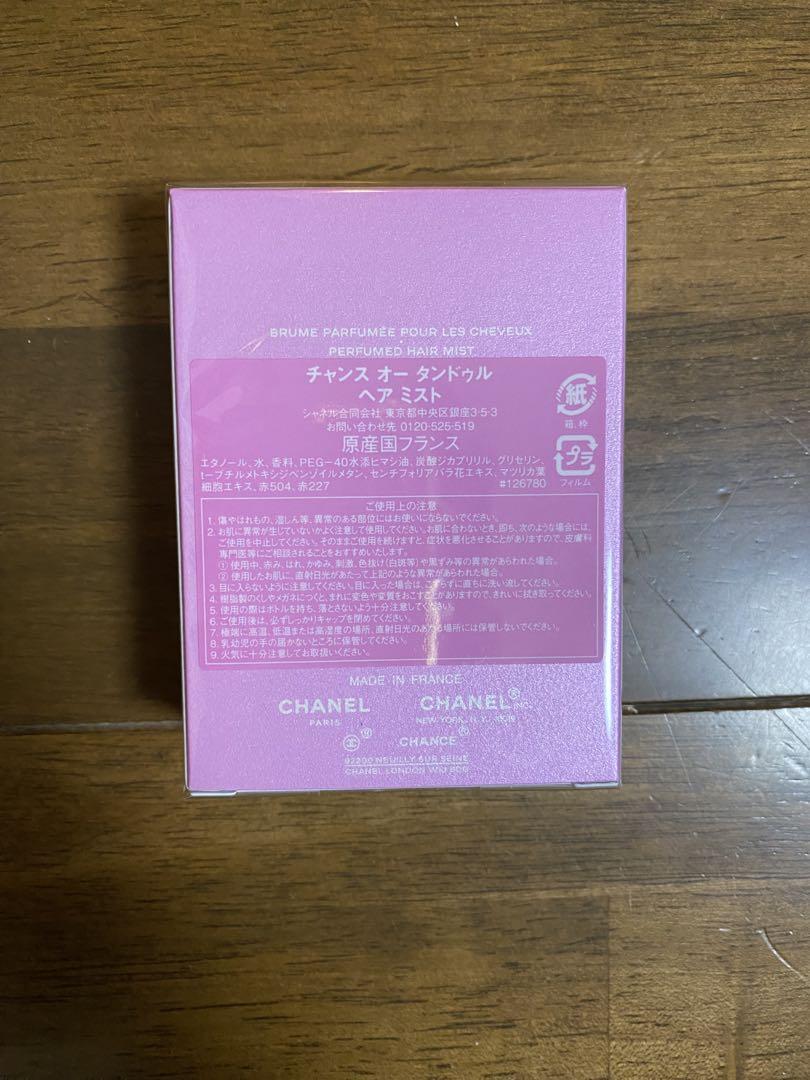 BRUME PARFUMÉE POUR LES CHEVEUX
PERFUMED HAIR MIST
チャンス オー タンドゥル
ヘア ミスト
シャネル合同会社 東京都中央区銀座3-5-3
お問い合わせ先 0120-525-519
原産国フランス
エタノール、水、香料、PEG-40水添ヒマシ油、炭酸ジカプリリル、グリセリン、
t-ブチルメトキシジベンゾイルメタン、センチフォリアバラ花エキス、マツリカ葉
細胞エキス、赤504、赤227 #126780
紙
箱、枠
プラ
フィルム
ご使用上の注意
1. 傷やはれもの、湿しん等、異常のある部位にはお使いにならないでください。
2. お肌に異常が生じていないかよく注意して使用してください。お肌に合わないとき、即ち、次のような場合には、
ご使用を中止してください。そのままご使用を続けますと、症状を悪化させることがありますので、皮膚科
専門医等にご相談されることをおすすめいたします。
① 使用中、赤み、はれ、かゆみ、刺激、色抜け(白斑等)や黒ずみ等の異常があらわれた場合。
② 使用したお肌に、直射日光があたって上記のような異常があらわれた場合。
3. 目に入らないように注意してください。目に入った場合は、こすらずに直ちに洗い流してください。
4. 樹脂製のくしやメガネにつくと、まれに変色や変質をおこすことがありますので、きれいに拭き取ってください。
5. 使用の際はボトルを持ち、落とさないよう十分注意してください。
6. ご使用後は、必ずしっかりキャップを閉めてください。
7. 極端に高温、低温または高湿度の場所、直射日光のあたる場所には保管しないでください。
8. 乳幼児の手の届かないところに保管してください。
9. 火気に十分注意してお取扱いください。
MADE IN FRANCE
CHANEL CHANEL® INC.
PARIS NEW YORK, N.Y.
® CHANCE®
92200 NEUILLY SUR SEINE
CHANEL LONDON